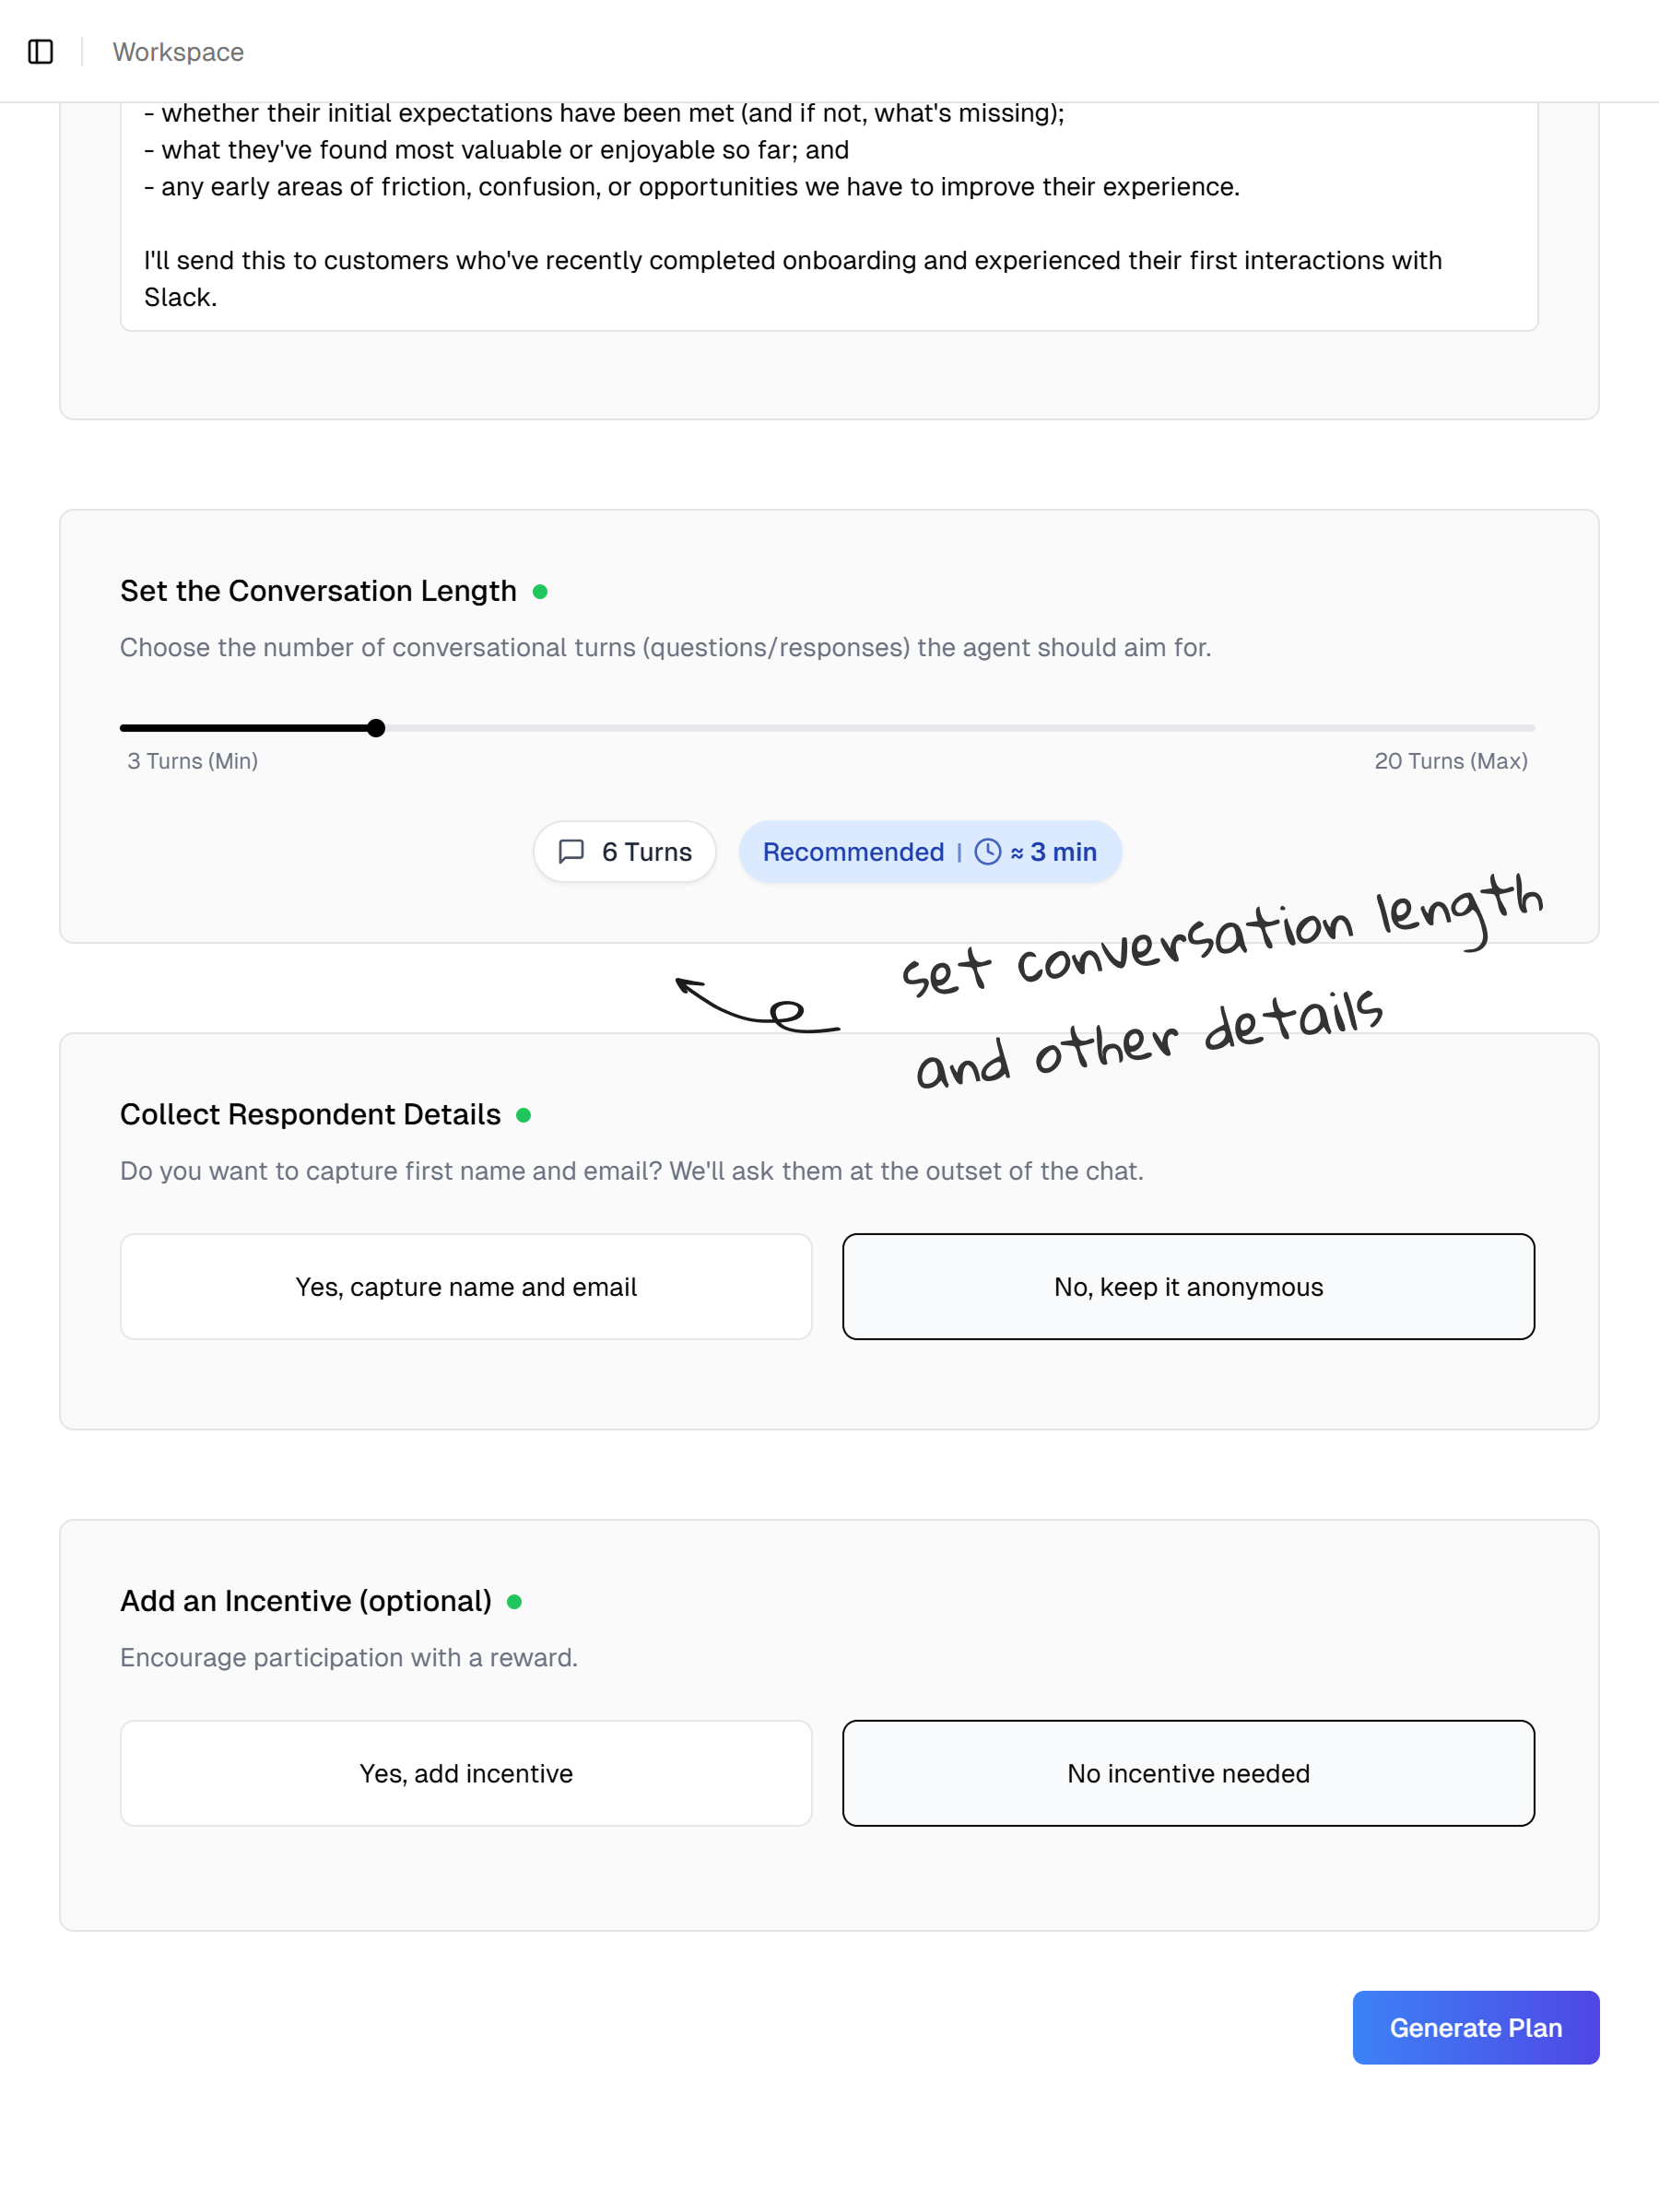 Workspace
- whether their initial expectations have been met (and if not, what's missing);
- what they've found most valuable or enjoyable so far; and
- any early areas of friction, confusion, or opportunities we have to improve their experience.
I'll send this to customers who've recently completed onboarding and experienced their first interactions with
Slack.
Set the Conversation Length
Choose the number of conversational turns (questions/responses) the agent should aim for.
3 Turns (Min)
20 Turns (Max)
6 Turns
Recommended | ≈ 3 min
set conversation length
and other details
Collect Respondent Details
Do you want to capture first name and email? We'll ask them at the outset of the chat.
Yes, capture name and email
No, keep it anonymous
Add an Incentive (optional)
Encourage participation with a reward.
Yes, add incentive
No incentive needed
Generate Plan